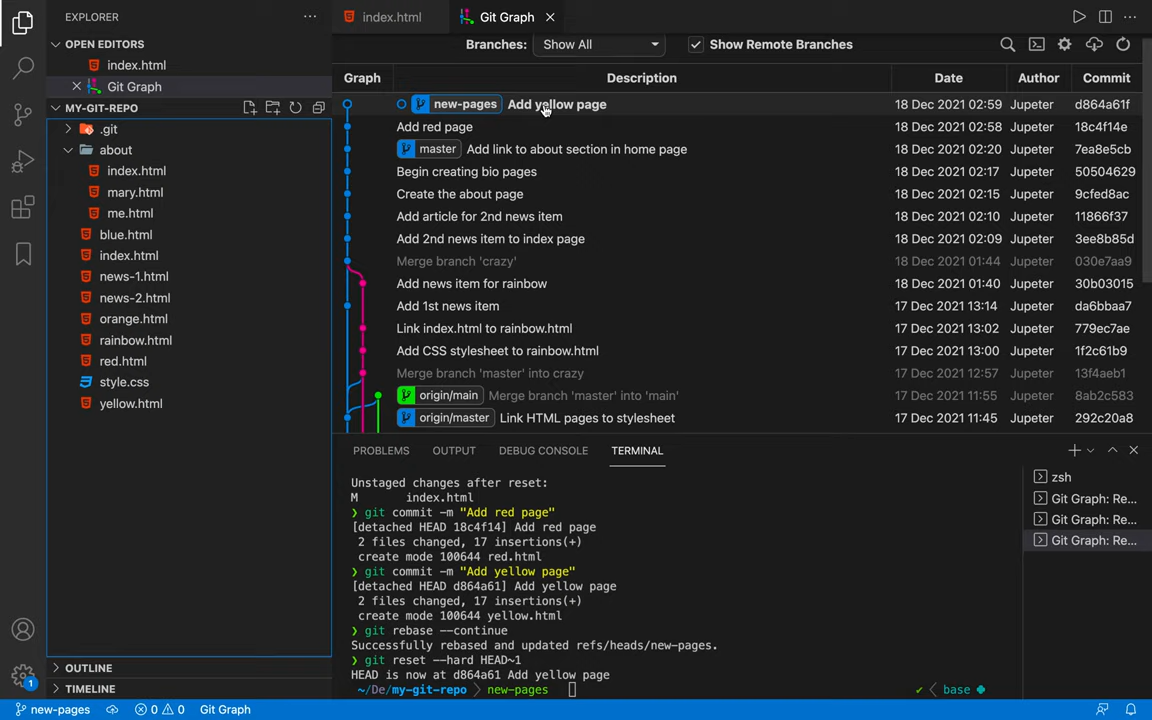 EXPLORER
index.html
Git Graph
OPEN EDITORS
index.html
Git Graph
MY-GIT-REPO
.git
about
index.html
mary.html
me.html
blue.html
index.html
news-1.html
news-2.html
orange.html
rainbow.html
red.html
style.css
yellow.html
OUTLINE
TIMELINE
Branches: Show All Show Remote Branches
Graph Description Date Author Commit
new-pages Add yellow page 18 Dec 2021 02:59 Jupeter d864a61f
Add red page 18 Dec 2021 02:58 Jupeter 18c4f14e
master Add link to about section in home page 18 Dec 2021 02:20 Jupeter 7ea8e5cb
Begin creating bio pages 18 Dec 2021 02:17 Jupeter 50504629
Create the about page 18 Dec 2021 02:15 Jupeter 9cfed8ac
Add article for 2nd news item 18 Dec 2021 02:10 Jupeter 11866f37
Add 2nd news item to index page 18 Dec 2021 02:09 Jupeter 3ee8b85d
Merge branch 'crazy' 18 Dec 2021 01:44 Jupeter 030e7aa9
Add news item for rainbow 18 Dec 2021 01:40 Jupeter 30b03015
Add 1st news item 17 Dec 2021 13:14 Jupeter da6bbaa7
Link index.html to rainbow.html 17 Dec 2021 13:02 Jupeter 779ec7ae
Add CSS stylesheet to rainbow.html 17 Dec 2021 13:00 Jupeter 1f2c61b9
Merge branch 'master' into crazy 17 Dec 2021 12:57 Jupeter 13f4aeb1
origin/main Merge branch 'master' into 'main' 17 Dec 2021 11:55 Jupeter 8ab2c583
origin/master Link HTML pages to stylesheet 17 Dec 2021 11:45 Jupeter 292c20a8
PROBLEMS OUTPUT DEBUG CONSOLE TERMINAL
Unstaged changes after reset:
M index.html
❯ git commit -m "Add red page"
[detached HEAD 18c4f14] Add red page
2 files changed, 17 insertions(+)
create mode 100644 red.html
❯ git commit -m "Add yellow page"
[detached HEAD d864a61] Add yellow page
2 files changed, 17 insertions(+)
create mode 100644 yellow.html
❯ git rebase --continue
Successfully rebased and updated refs/heads/new-pages.
❯ git reset --hard HEAD~1
HEAD is now at d864a61 Add yellow page
~/De/my-git-repo new-pages ✓ base
zsh
Git Graph: Re...
Git Graph: Re...
Git Graph: Re...
1
new-pages 0 0 Git Graph